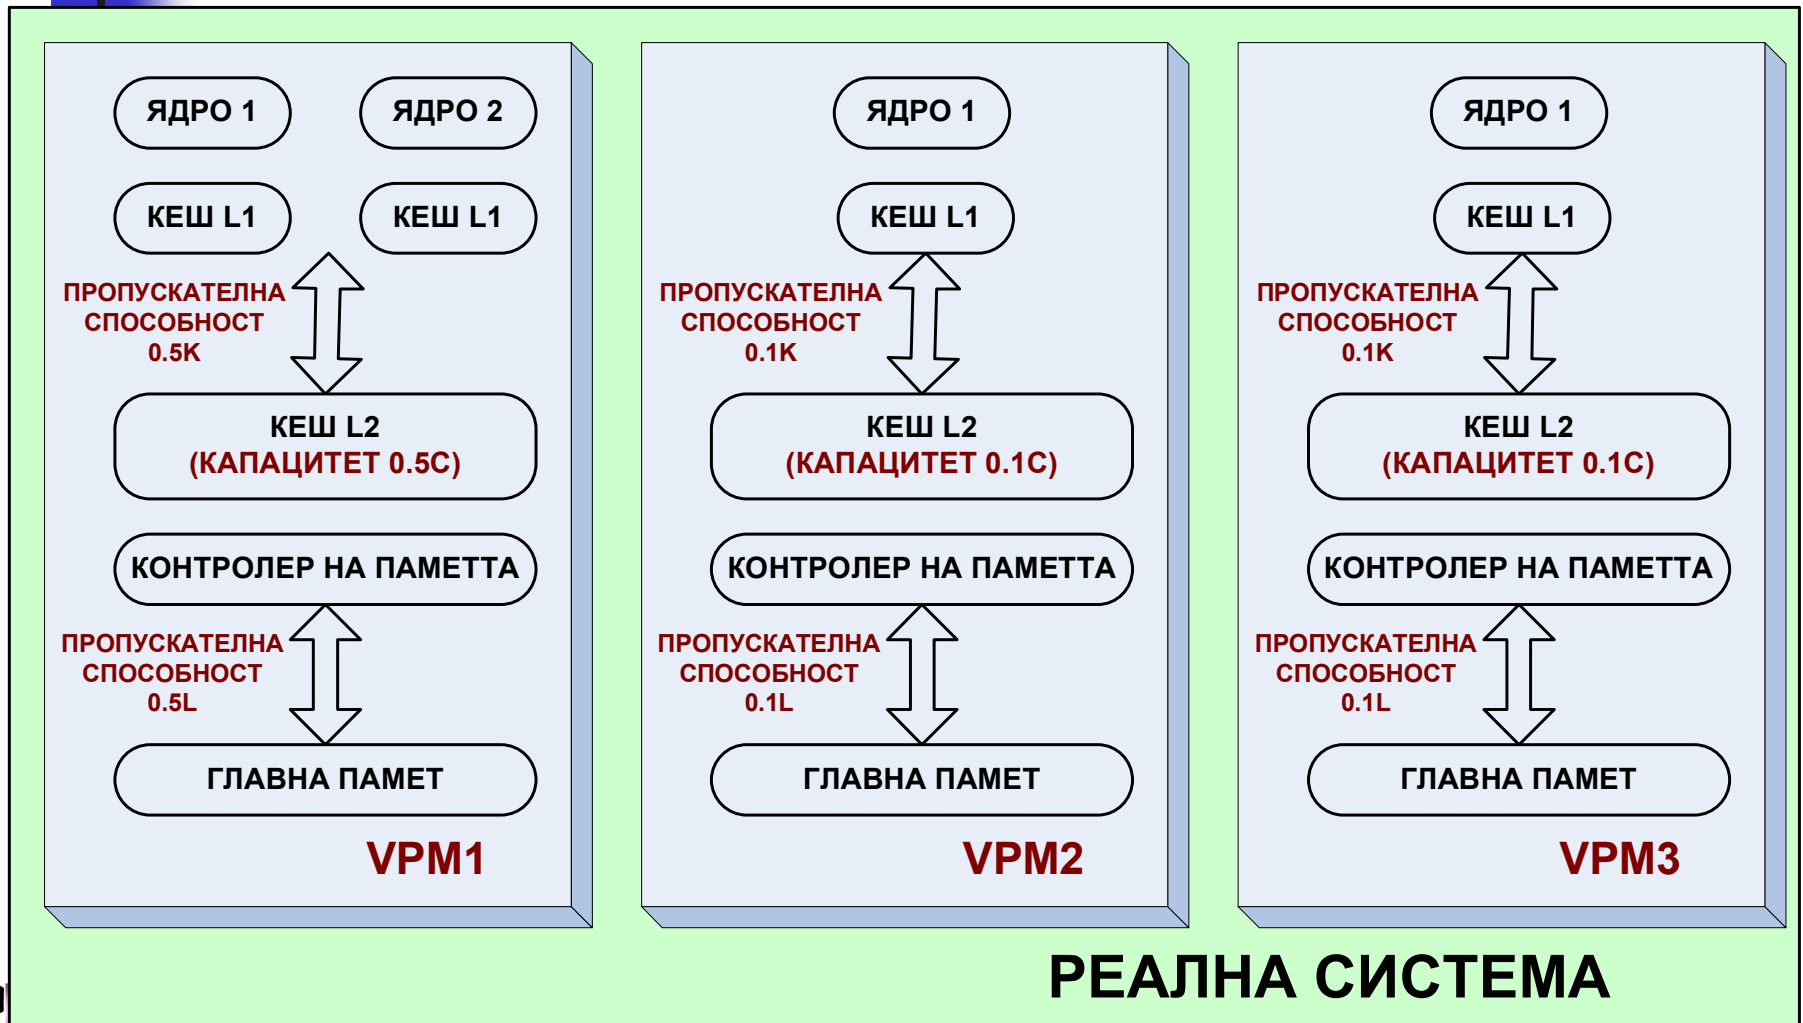 ЯДРО 1
ЯДРО 2
КЕШ L1
КЕШ L1
ПРОПУСКАТЕЛНА
СПОСОБНОСТ
0.5K
КЕШ L2
(КАПАЦИТЕТ 0.5C)
КОНТРОЛЕР НА ПАМЕТТА
ПРОПУСКАТЕЛНА
СПОСОБНОСТ
0.5L
ГЛАВНА ПАМЕТ
VPM1
ЯДРО 1
КЕШ L1
ПРОПУСКАТЕЛНА
СПОСОБНОСТ
0.1K
КЕШ L2
(КАПАЦИТЕТ 0.1C)
КОНТРОЛЕР НА ПАМЕТТА
ПРОПУСКАТЕЛНА
СПОСОБНОСТ
0.1L
ГЛАВНА ПАМЕТ
VPM2
ЯДРО 1
КЕШ L1
ПРОПУСКАТЕЛНА
СПОСОБНОСТ
0.1K
КЕШ L2
(КАПАЦИТЕТ 0.1C)
КОНТРОЛЕР НА ПАМЕТТА
ПРОПУСКАТЕЛНА
СПОСОБНОСТ
0.1L
ГЛАВНА ПАМЕТ
VPM3
РЕАЛНА СИСТЕМА